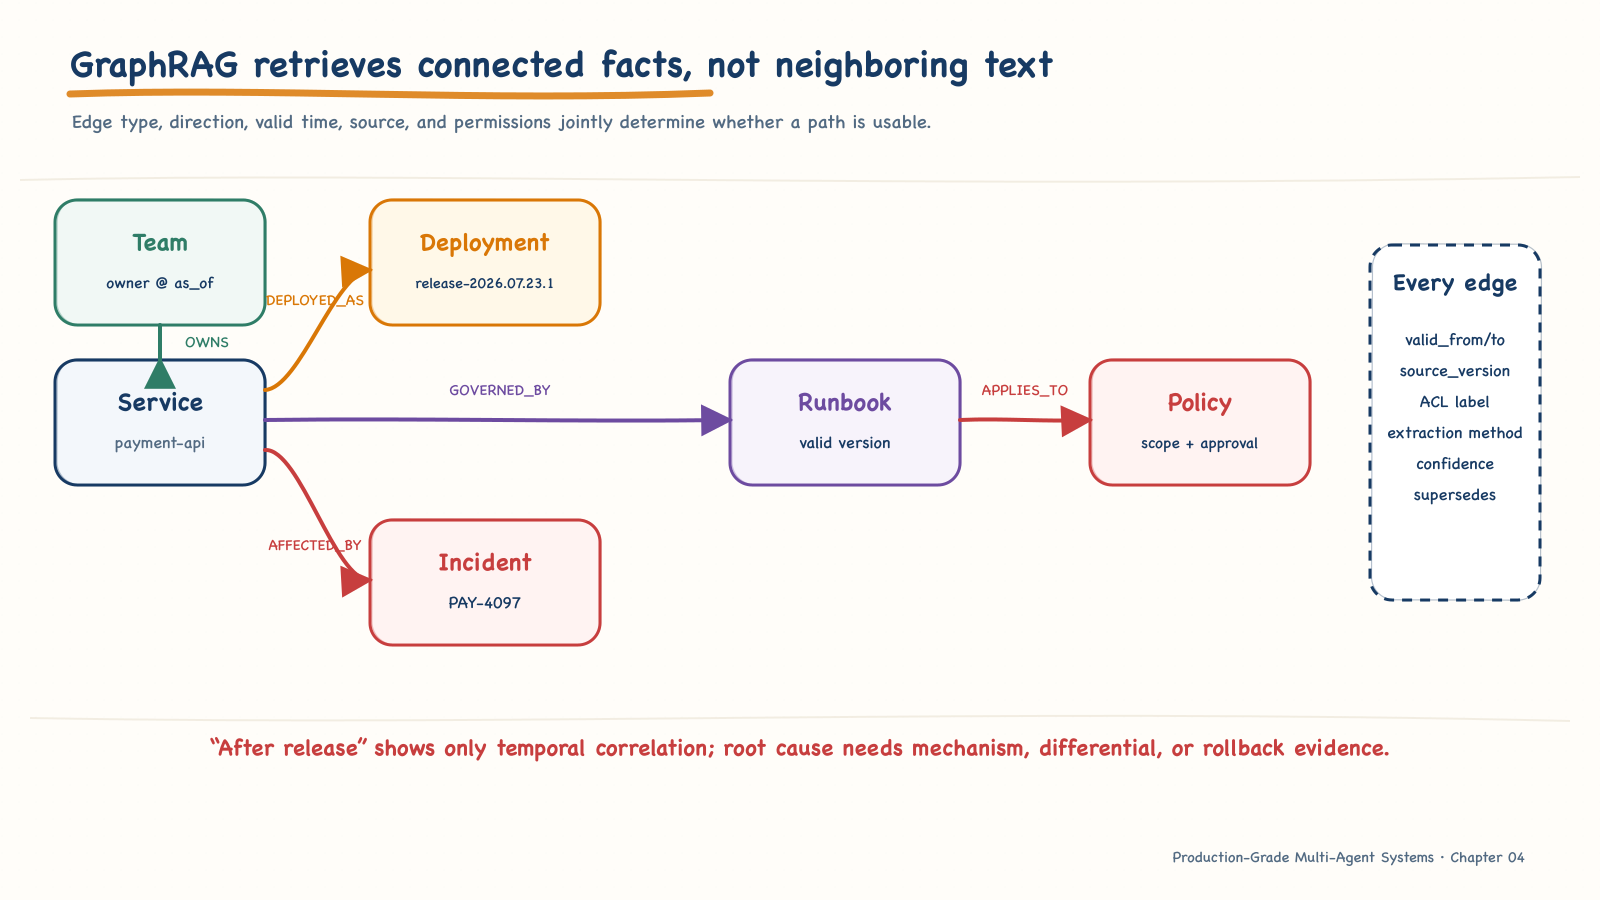 GraphRAG retrieves connected facts, not neighboring text
Edge type, direction, valid time, source, and permissions jointly determine whether a path is usable.
Team
owner @ as_of
OWNS
Service
payment-api
DEPLOYED_AS
Deployment
release-2026.07.23.1
GOVERNED_BY
AFFECTED_BY
Incident
PAY-4097
Runbook
valid version
APPLIES_TO
Policy
scope + approval
Every edge
valid_from/to
source_version
ACL label
extraction method
confidence
supersedes
“After release” shows only temporal correlation; root cause needs mechanism, differential, or rollback evidence.
Production-Grade Multi-Agent Systems • Chapter 04